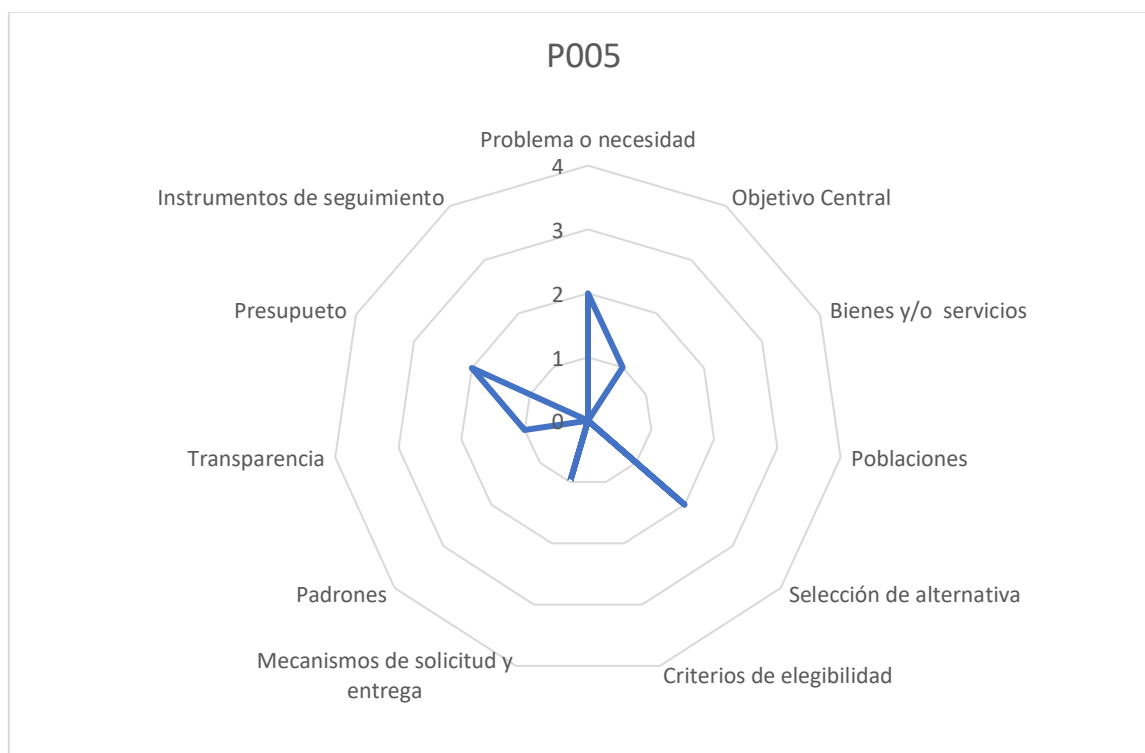 P005
Problema o necesidad
4
Instrumentos de seguimiento
Objetivo Central
3
Presupueto
Bienes y/o  servicios
2
1
0
Transparencia
Poblaciones
Padrones
Selección de alternativa
Mecanismos de solicitud y
entrega
Criterios de elegibilidad